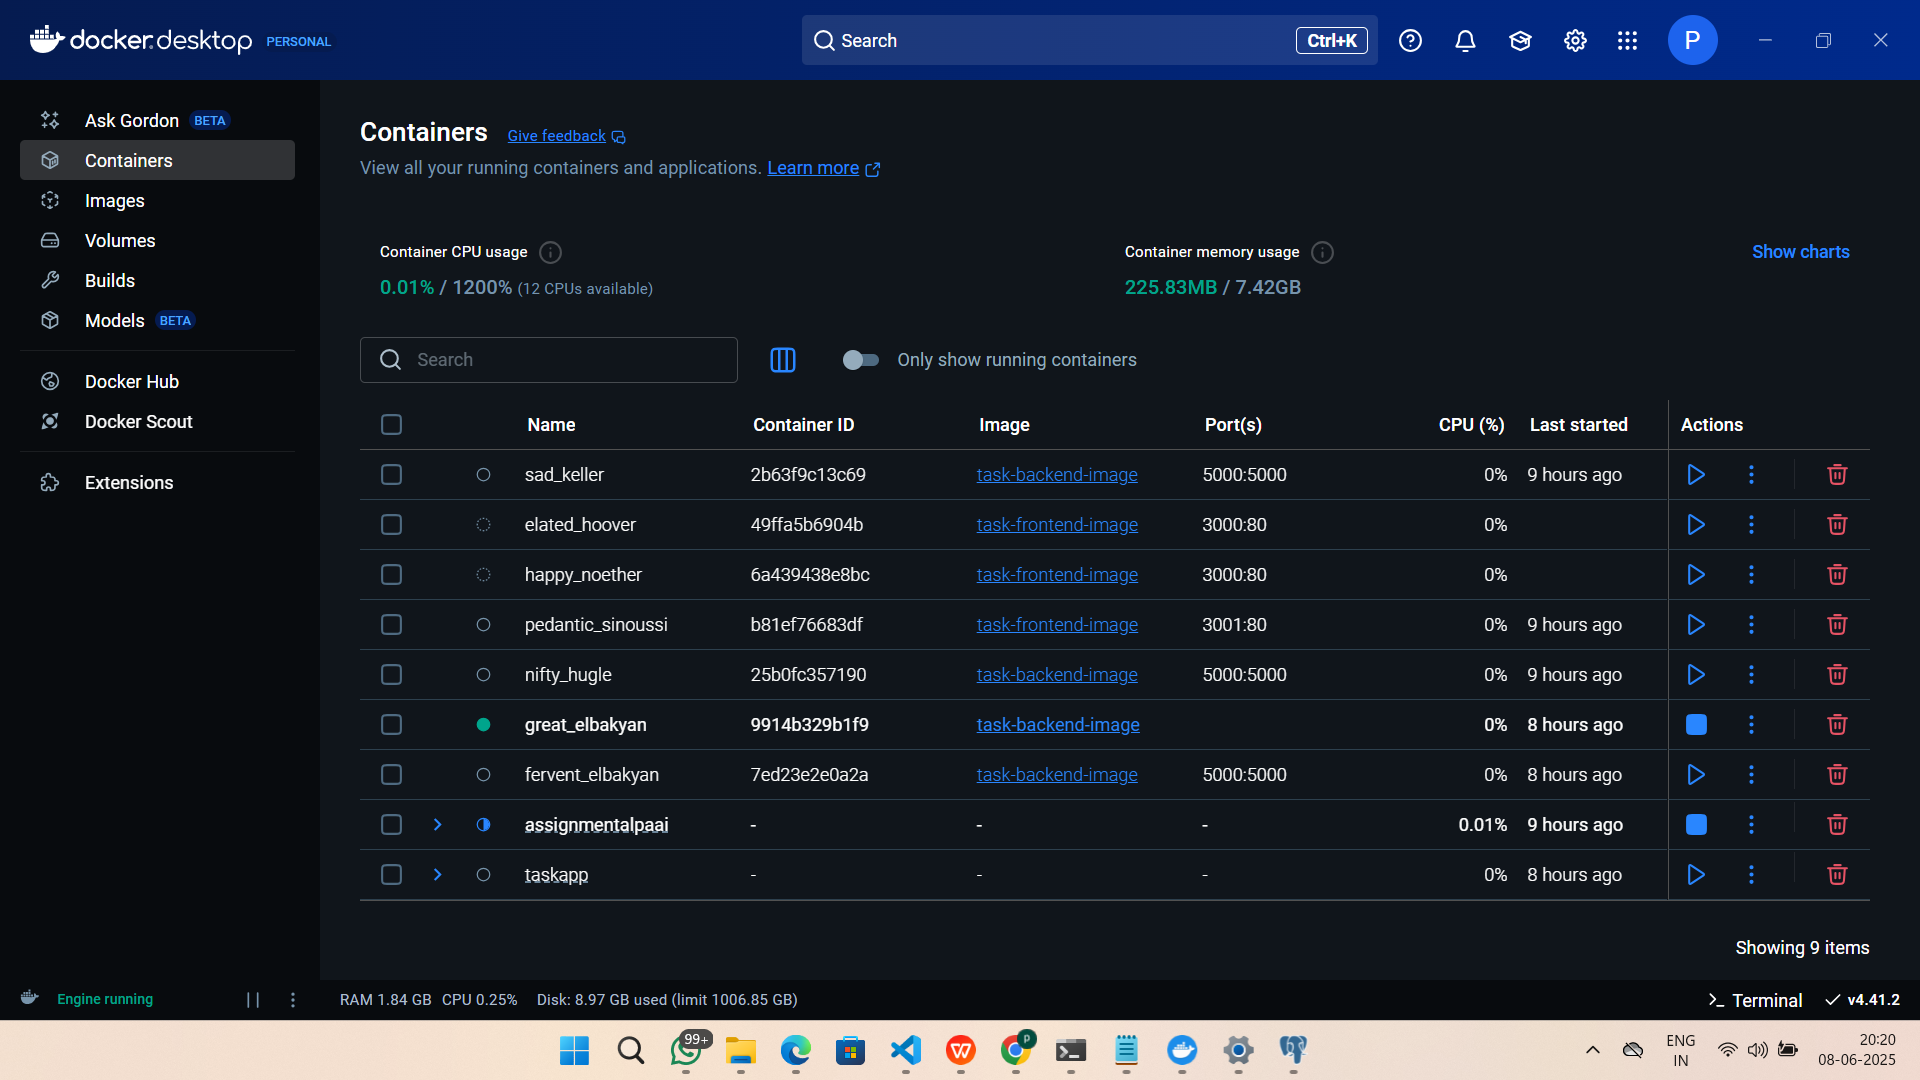 docker.desktop PERSONAL
Search Ctrl+K
P
Ask Gordon BETA
Containers
Images
Volumes
Builds
Models BETA
Docker Hub
Docker Scout
Extensions
Containers Give feedback
View all your running containers and applications. Learn more
Container CPU usage
0.01% / 1200% (12 CPUs available)
Container memory usage
225.83MB / 7.42GB
Show charts
Search
Only show running containers
Name Container ID Image Port(s) CPU (%) Last started Actions
sad_keller 2b63f9c13c69 task-backend-image 5000:5000 0% 9 hours ago
elated_hoover 49ffa5b6904b task-frontend-image 3000:80 0%
happy_noether 6a439438e8bc task-frontend-image 3000:80 0%
pedantic_sinoussi b81ef76683df task-frontend-image 3001:80 0% 9 hours ago
nifty_hugle 25b0fc357190 task-backend-image 5000:5000 0% 9 hours ago
great_elbakyan 9914b329b1f9 task-backend-image 0% 8 hours ago
fervent_elbakyan 7ed23e2e0a2a task-backend-image 5000:5000 0% 8 hours ago
assignmentalpaai - - - 0.01% 9 hours ago
taskapp - - - 0% 8 hours ago
Showing 9 items
Engine running
RAM 1.84 GB CPU 0.25% Disk: 8.97 GB used (limit 1006.85 GB)
Terminal v4.41.2
99+
P
ENG
IN
20:20
08-06-2025